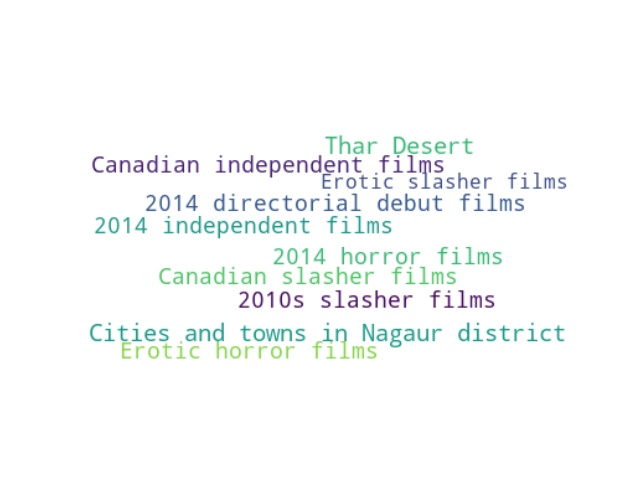 Thar Desert
Canadian independent films
Erotic slasher films
2014 directorial debut films
2014 independent films
2014 horror films
Canadian slasher films
2010s slasher films
Cities and towns in Nagaur district
Erotic horror films